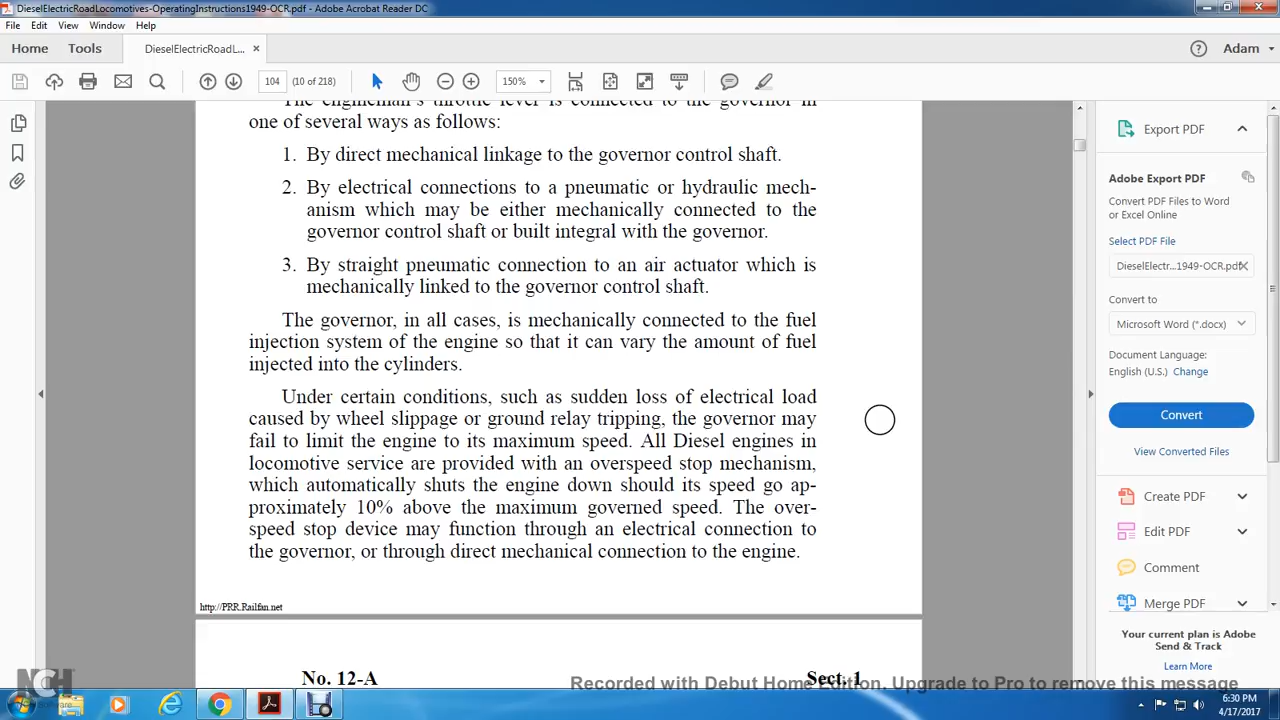 DieselElectricRoadLocomotives-OperatingInstructions1949-OCR.pdf - Adobe Acrobat Reader DC
File Edit View Window Help
Home Tools DieselElectricRoadL... × Adam
104 (10 of 218) 150%
The engineman's throttle lever is connected to the governor in
one of several ways as follows:
1. By direct mechanical linkage to the governor control shaft.
2. By electrical connections to a pneumatic or hydraulic mech-
anism which may be either mechanically connected to the
governor control shaft or built integral with the governor.
3. By straight pneumatic connection to an air actuator which is
mechanically linked to the governor control shaft.
The governor, in all cases, is mechanically connected to the fuel
injection system of the engine so that it can vary the amount of fuel
injected into the cylinders.
Under certain conditions, such as sudden loss of electrical load
caused by wheel slippage or ground relay tripping, the governor may
fail to limit the engine to its maximum speed. All Diesel engines in
locomotive service are provided with an overspeed stop mechanism,
which automatically shuts the engine down should its speed go ap-
proximately 10% above the maximum governed speed. The over-
speed stop device may function through an electrical connection to
the governor, or through direct mechanical connection to the engine.
http://PRR.Railfan.net
No. 12-A Sect. 1
Export PDF
Adobe Export PDF
Convert PDF Files to Word
or Excel Online
Select PDF File
DieselElectr...1949-OCR.pdf
Convert to
Microsoft Word (*.docx)
Document Language:
English (U.S.) Change
Convert
View Converted Files
Create PDF
Edit PDF
Comment
Merge PDF
Your current plan is Adobe
Send & Track
Learn More
NCH
Software
Recorded with Debut Home Edition. Upgrade to Pro to remove this message
6:30 PM
4/17/2017